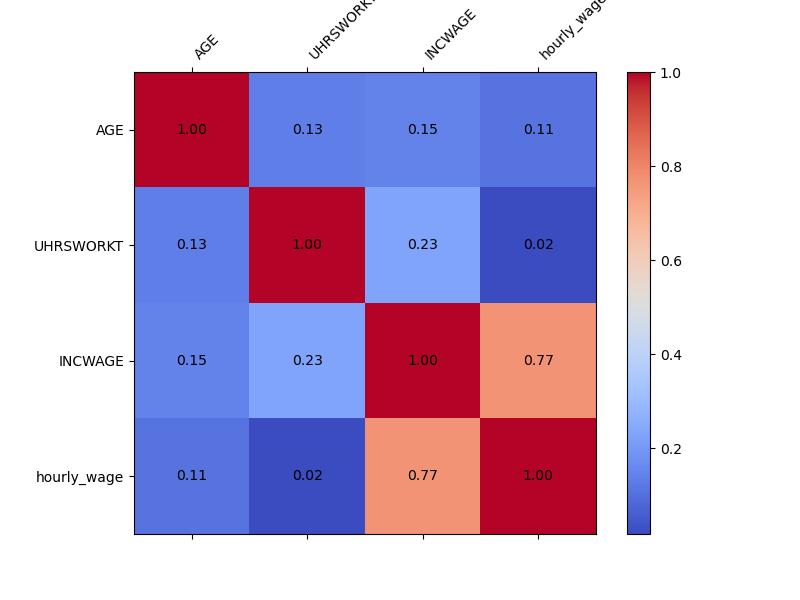 AGE
UHRSWORKT
INCWAGE
hourly_wage
AGE 1.00 0.13 0.15 0.11
UHRSWORKT 0.13 1.00 0.23 0.02
INCWAGE 0.15 0.23 1.00 0.77
hourly_wage 0.11 0.02 0.77 1.00
1.0
0.8
0.6
0.4
0.2